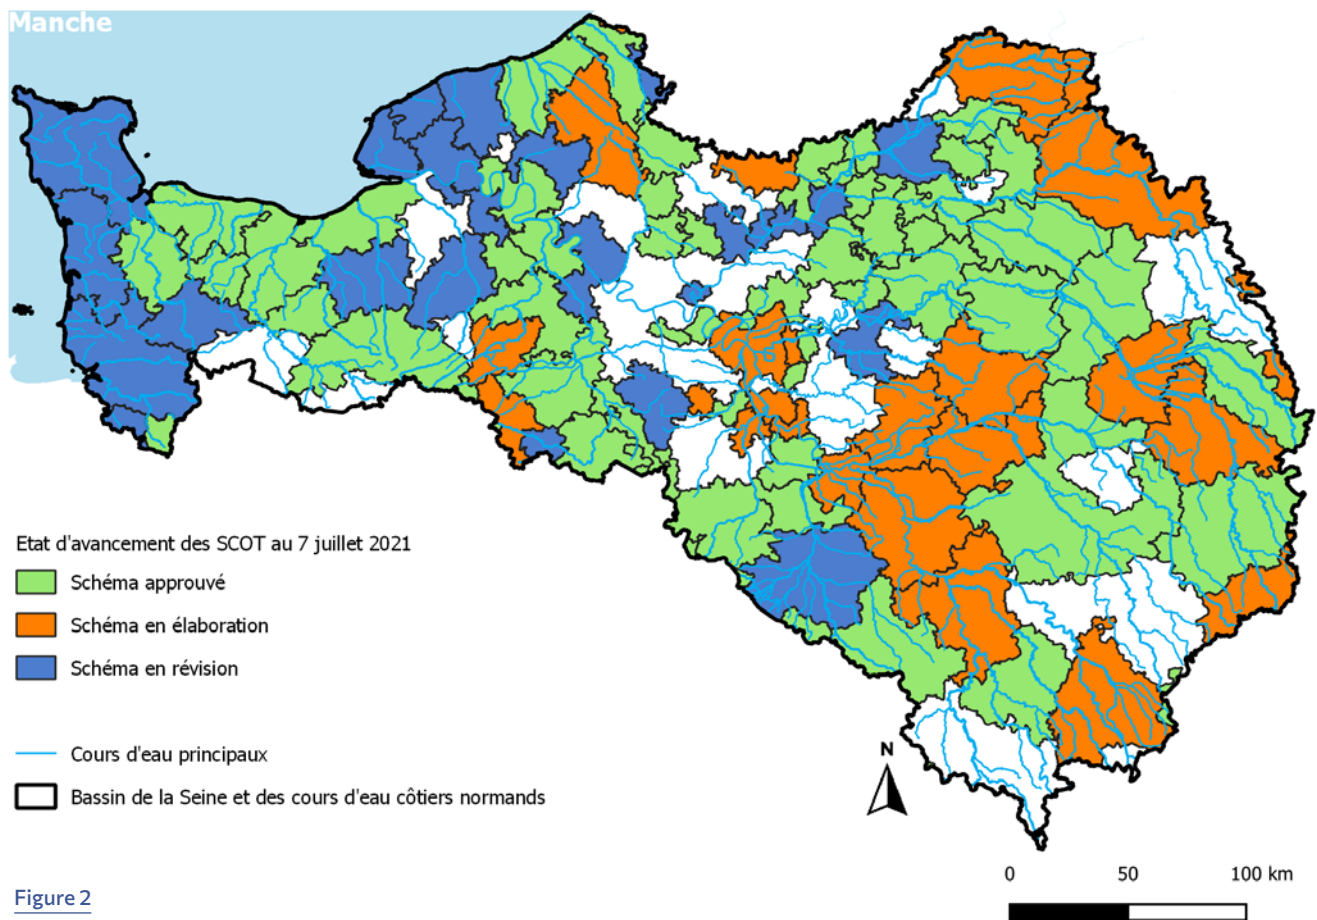 Manche
Etat d'avancement des SCOT au 7 juillet 2021
Schéma approuvé
Schéma en élaboration
Schéma en révision
Cours d'eau principaux
Bassin de la Seine et des cours d'eau côtiers normands
N
0 50 100 km
Figure 2